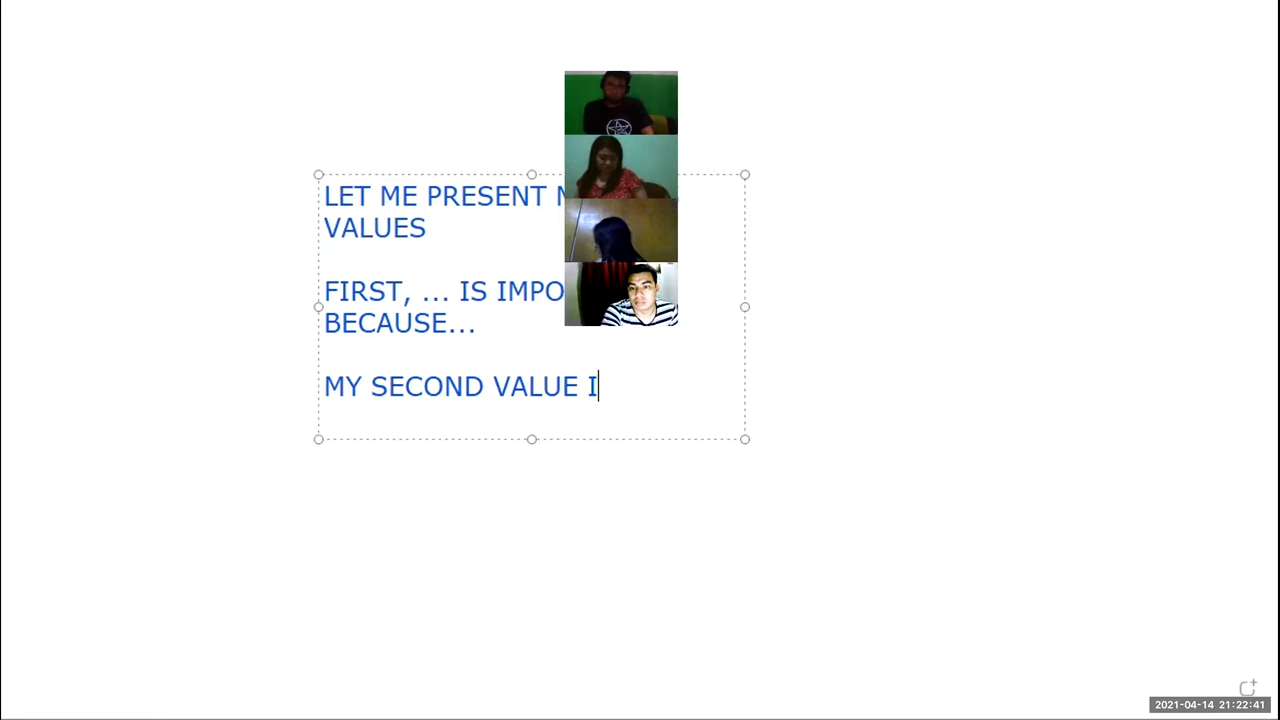 LET ME PRESENT
VALUES
FIRST, ... IS IMPO
BECAUSE...
MY SECOND VALUE I
2021-04-14 21:22:41